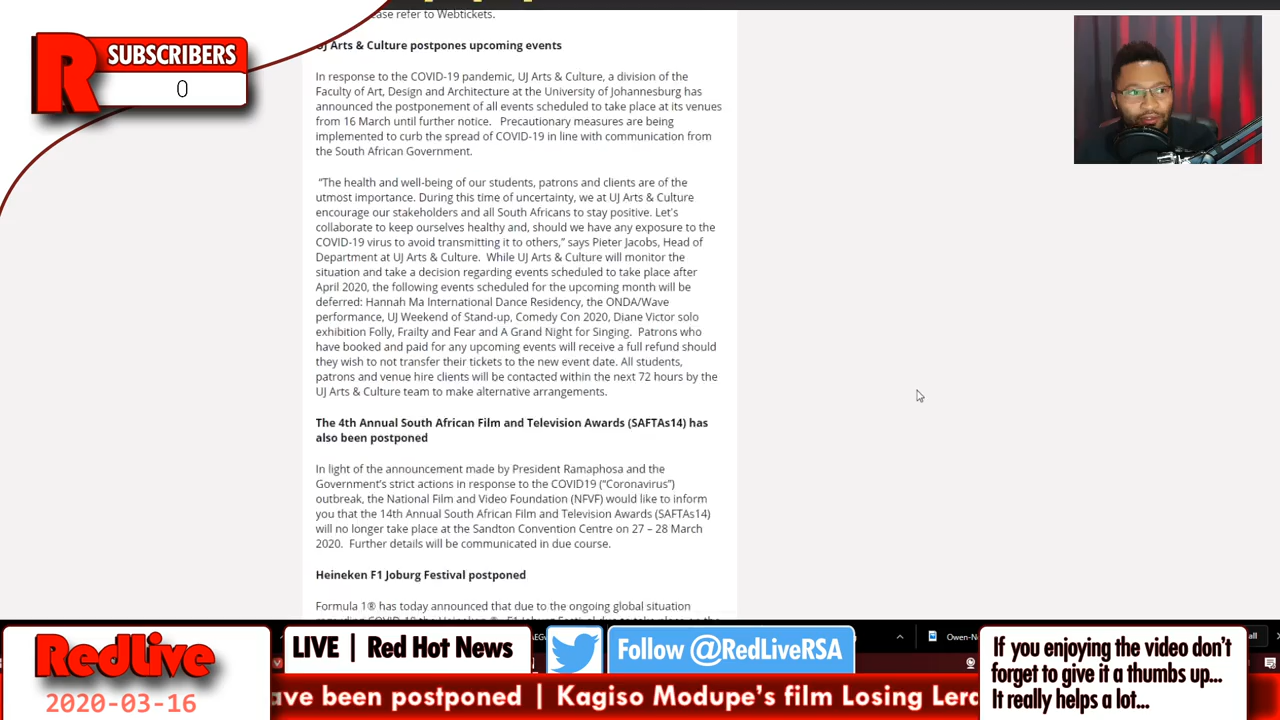 ease refer to Webtickets.
SUBSCRIBERS
0
J Arts & Culture postpones upcoming events
In response to the COVID-19 pandemic, UJ Arts & Culture, a division of the
Faculty of Art, Design and Architecture at the University of Johannesburg has
announced the postponement of all events scheduled to take place at its venues
from 16 March until further notice.   Precautionary measures are being
implemented to curb the spread of COVID-19 in line with communication from
the South African Government.
“The health and well-being of our students, patrons and clients are of the
utmost importance. During this time of uncertainty, we at UJ Arts & Culture
encourage our stakeholders and all South Africans to stay positive. Let's
collaborate to keep ourselves healthy and, should we have any exposure to the
COVID-19 virus to avoid transmitting it to others,” says Pieter Jacobs, Head of
Department at UJ Arts & Culture.  While UJ Arts & Culture will monitor the
situation and take a decision regarding events scheduled to take place after
April 2020, the following events scheduled for the upcoming month will be
deferred: Hannah Ma International Dance Residency, the ONDA/Wave
performance, UJ Weekend of Stand-up, Comedy Con 2020, Diane Victor solo
exhibition Folly, Frailty and Fear and A Grand Night for Singing.  Patrons who
have booked and paid for any upcoming events will receive a full refund should
they wish to not transfer their tickets to the new event date. All students,
patrons and venue hire clients will be contacted within the next 72 hours by the
UJ Arts & Culture team to make alternative arrangements.
The 4th Annual South African Film and Television Awards (SAFTAs14) has
also been postponed
In light of the announcement made by President Ramaphosa and the
Government’s strict actions in response to the COVID19 (“Coronavirus”)
outbreak, the National Film and Video Foundation (NFVF) would like to inform
you that the 14th Annual South African Film and Television Awards (SAFTAs14)
will no longer take place at the Sandton Convention Centre on 27 – 28 March
2020.  Further details will be communicated in due course.
Heineken F1 Joburg Festival postponed
Formula 1® has today announced that due to the ongoing global situation
Owen-N
all
RedLive
2020-03-16
LIVE | Red Hot News
Follow @RedLiveRSA
ave been postponed | Kagiso Modupe’s film Losing Lera
If you enjoying the video don’t
forget to give it a thumbs up...
It really helps a lot...